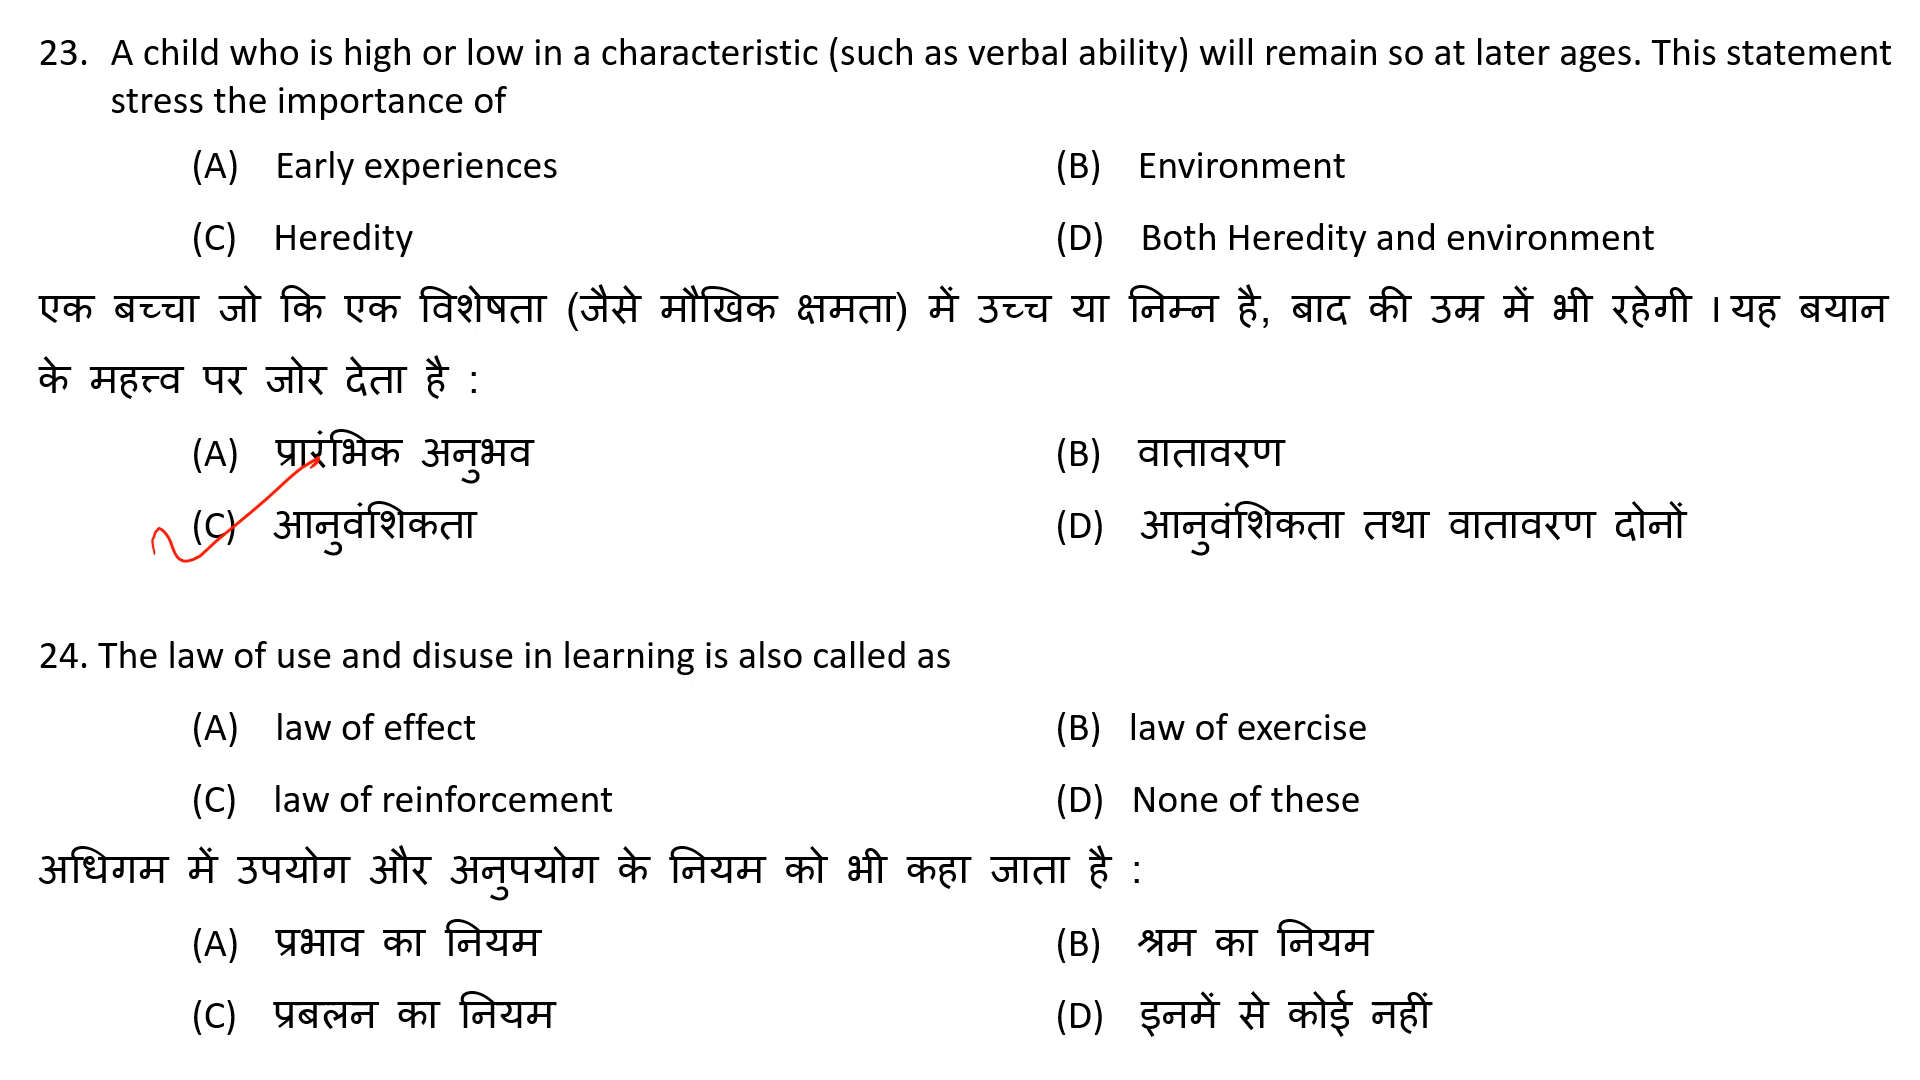 23. A child who is high or low in a characteristic (such as verbal ability) will remain so at later ages. This statement
stress the importance of
(A) Early experiences (B) Environment
(C) Heredity (D) Both Heredity and environment
एक बच्चा जो कि एक विशेषता (जैसे मौखिक क्षमता) में उच्च या निम्न है, बाद की उम्र में भी रहेगी । यह बयान
के महत्त्व पर जोर देता है :
(A) प्रारंभिक अनुभव (B) वातावरण
(C) आनुवंशिकता (D) आनुवंशिकता तथा वातावरण दोनों
24. The law of use and disuse in learning is also called as
(A) law of effect (B) law of exercise
(C) law of reinforcement (D) None of these
अधिगम में उपयोग और अनुपयोग के नियम को भी कहा जाता है :
(A) प्रभाव का नियम (B) श्रम का नियम
(C) प्रबलन का नियम (D) इनमें से कोई नहीं